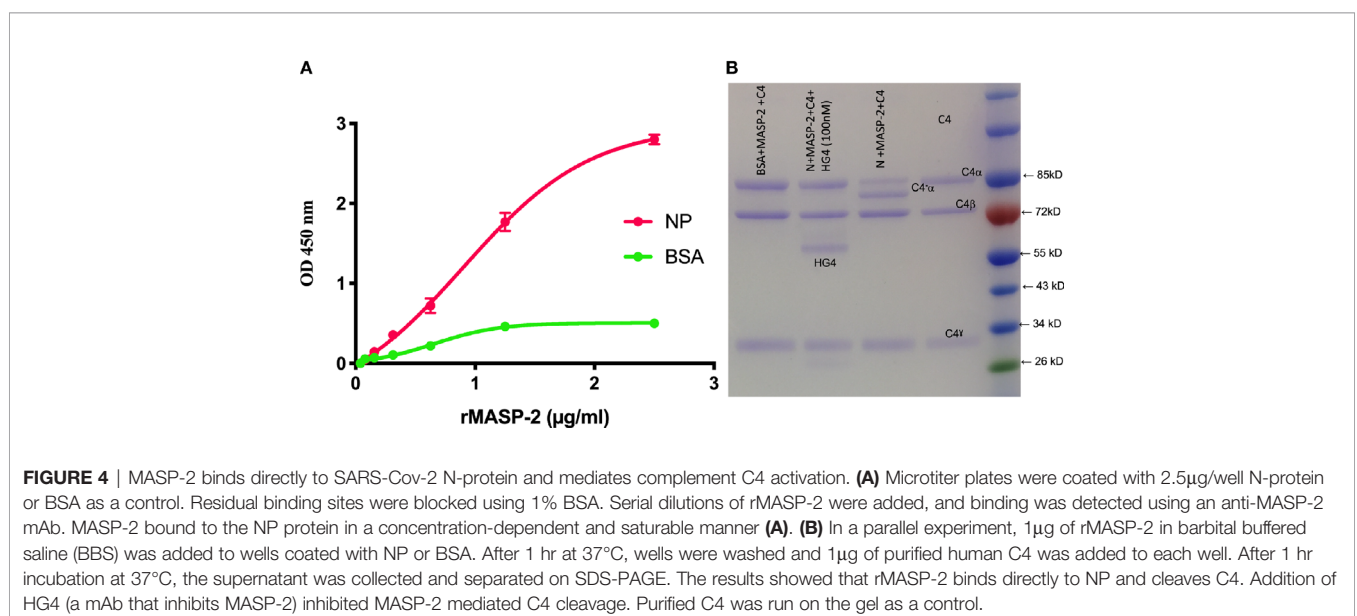 A
B
3
2
1
0
0
1
2
3
OD 450 nm
rMASP-2 (µg/ml)
NP
BSA
BSA+MASP-2 +C4
N+MASP-2+C4+
HG4 (100nM)
N +MASP-2+C4
C4
C4α
C4'α
C4β
HG4
C4γ
← 85kD
← 72kD
← 55 kD
← 43 kD
← 34 kD
← 26 kD
FIGURE 4 | MASP-2 binds directly to SARS-Cov-2 N-protein and mediates complement C4 activation. (A) Microtiter plates were coated with 2.5µg/well N-protein
or BSA as a control. Residual binding sites were blocked using 1% BSA. Serial dilutions of rMASP-2 were added, and binding was detected using an anti-MASP-2
mAb. MASP-2 bound to the NP protein in a concentration-dependent and saturable manner (A). (B) In a parallel experiment, 1µg of rMASP-2 in barbital buffered
saline (BBS) was added to wells coated with NP or BSA. After 1 hr at 37°C, wells were washed and 1µg of purified human C4 was added to each well. After 1 hr
incubation at 37°C, the supernatant was collected and separated on SDS-PAGE. The results showed that rMASP-2 binds directly to NP and cleaves C4. Addition of
HG4 (a mAb that inhibits MASP-2) inhibited MASP-2 mediated C4 cleavage. Purified C4 was run on the gel as a control.